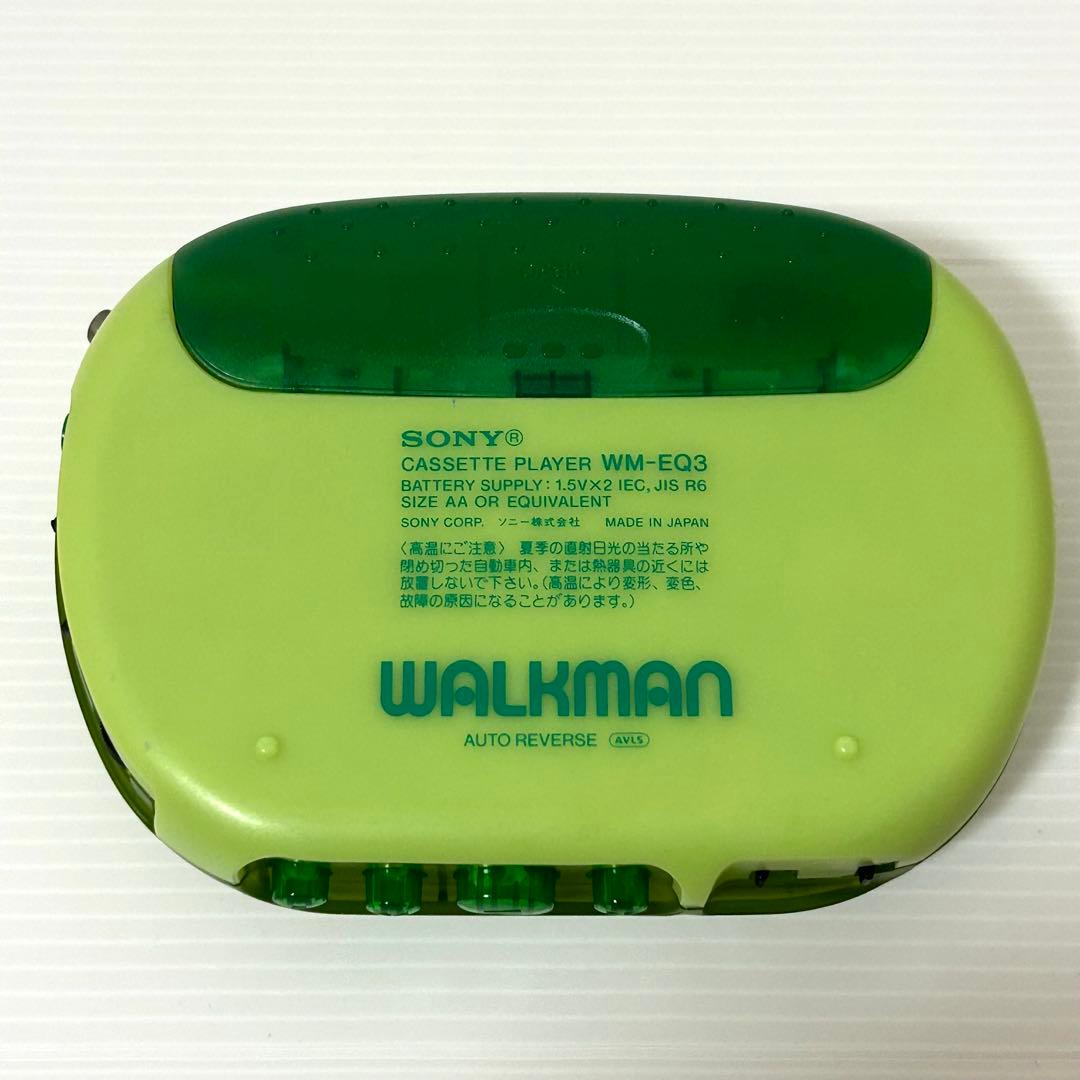 OPEN
SONY®
CASSETTE PLAYER WM-EQ3
BATTERY SUPPLY: 1.5V×2 IEC, JIS R6
SIZE AA OR EQUIVALENT
SONY CORP. ソニー株式会社 MADE IN JAPAN
〈高温にご注意〉 夏季の直射日光の当たる所や
閉め切った自動車内、または熱器具の近くには
放置しないで下さい。(高温により変形、変色、
故障の原因になることがあります。)
WALKMAN
AUTO REVERSE AVLS